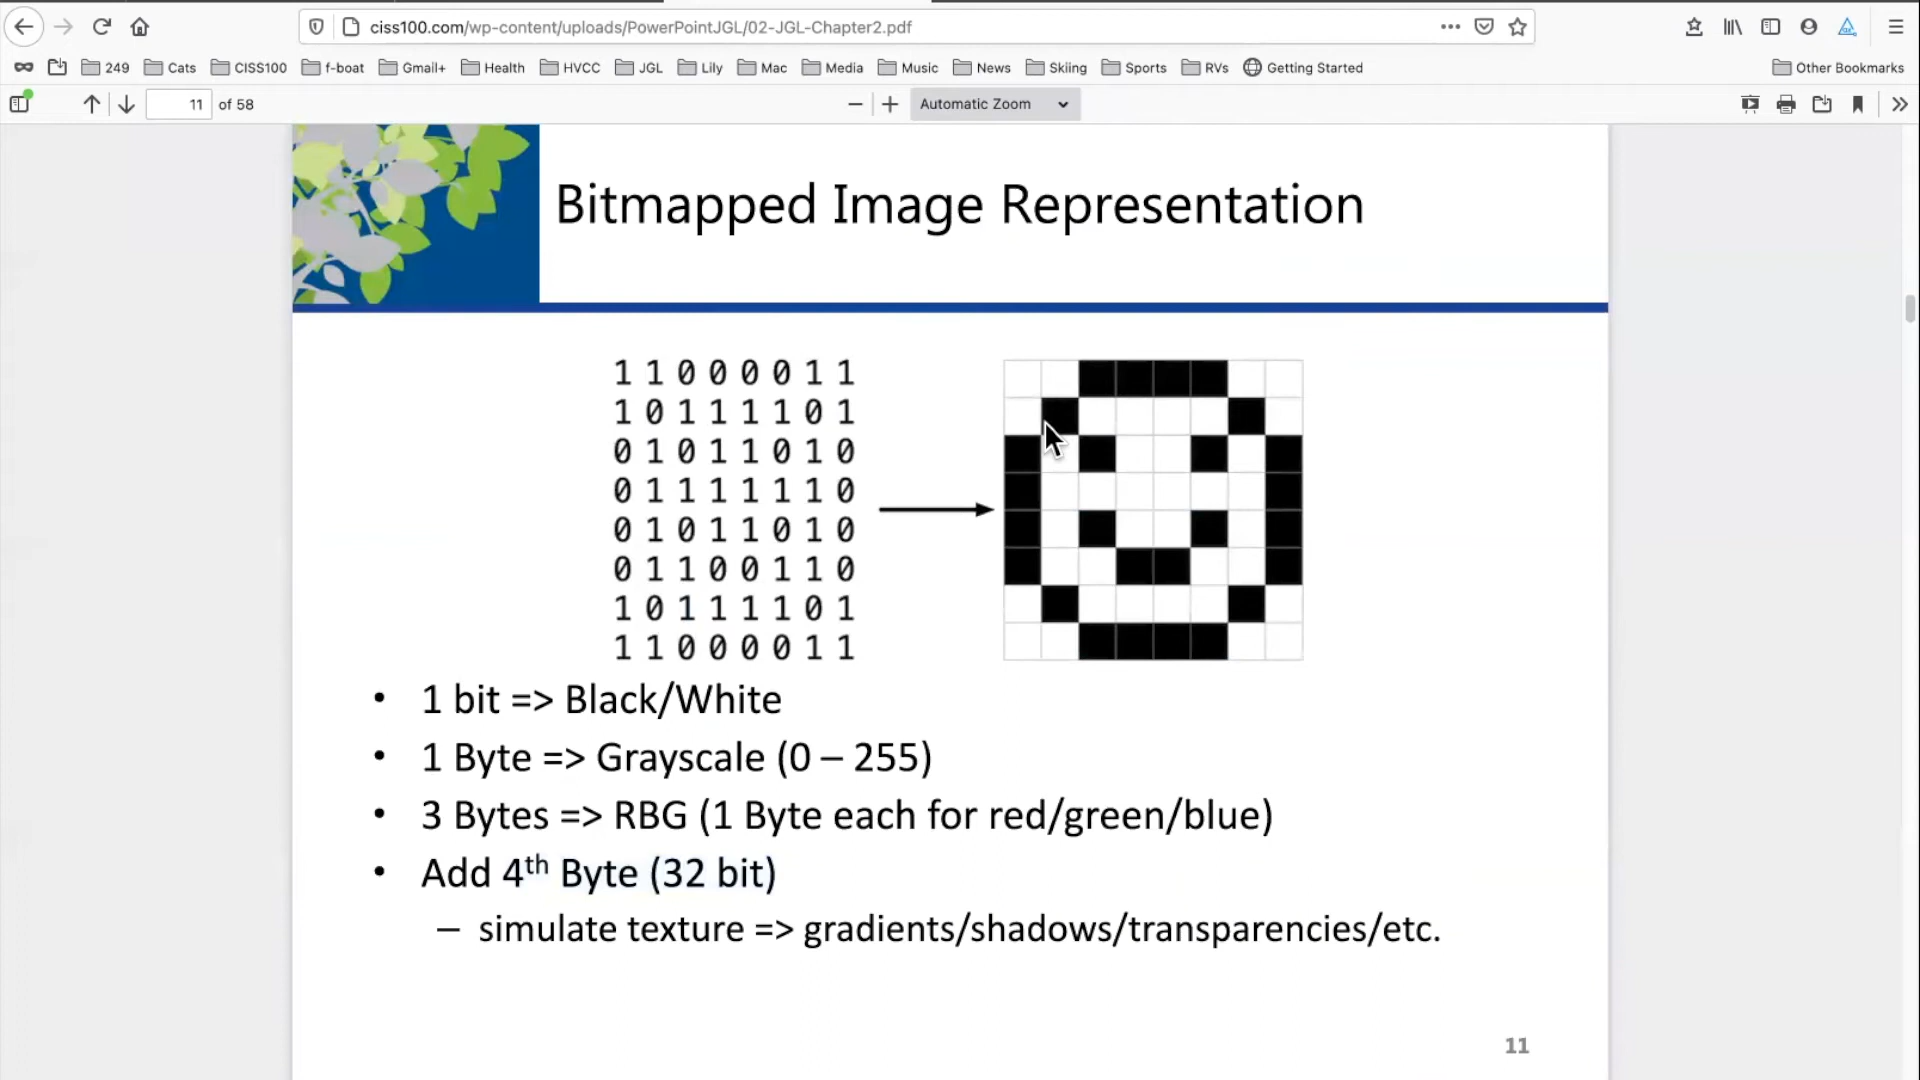 ciss100.com/wp-content/uploads/PowerPointJGL/02-JGL-Chapter2.pdf
249 Cats CISS100 f-boat Gmail+ Health HVCC JGL Lily Mac Media Music News Skiing Sports RVs Getting Started Other Bookmarks
11 of 58 Automatic Zoom
Bitmapped Image Representation
1 1 0 0 0 0 1 1
1 0 1 1 1 1 0 1
0 1 0 1 1 0 1 0
0 1 1 1 1 1 1 0
0 1 0 1 1 0 1 0
0 1 1 0 0 1 1 0
1 0 1 1 1 1 0 1
1 1 0 0 0 0 1 1
• 1 bit => Black/White
• 1 Byte => Grayscale (0 – 255)
• 3 Bytes => RBG (1 Byte each for red/green/blue)
• Add 4th Byte (32 bit)
– simulate texture => gradients/shadows/transparencies/etc.
11